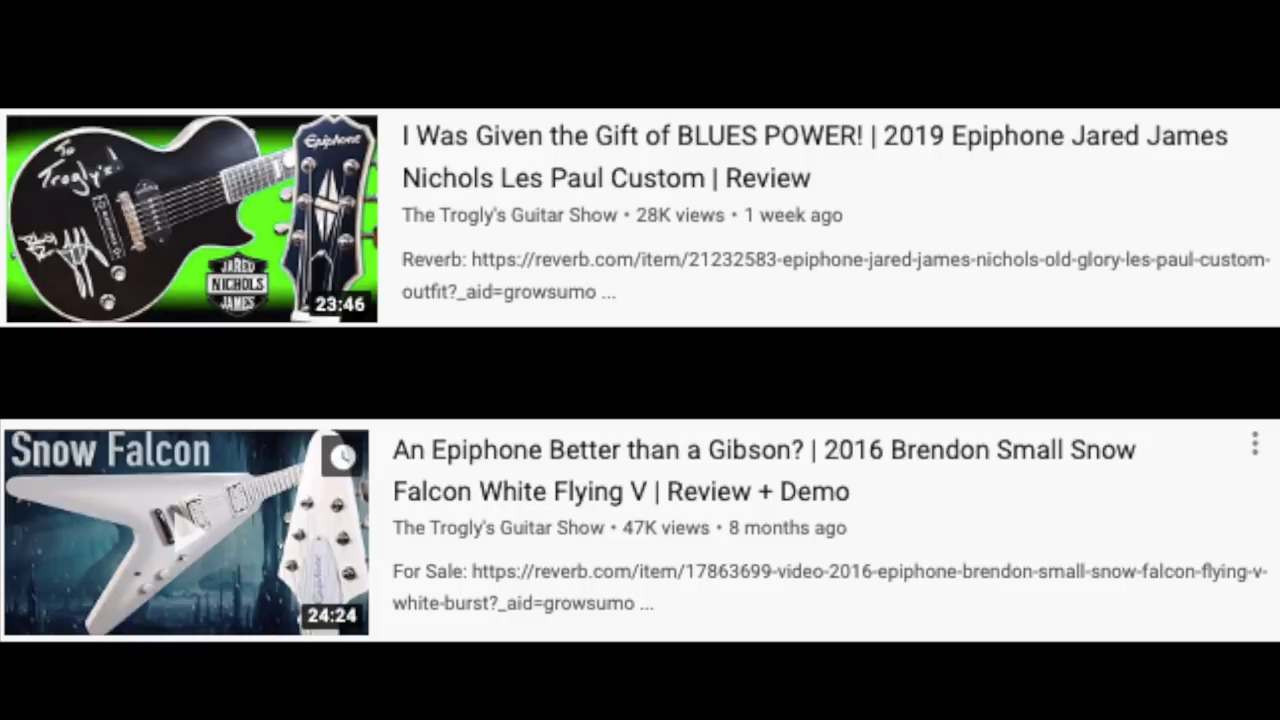 To
Trogly's!
Epiphone
JARED
NICHOLS
JAMES
23:46
I Was Given the Gift of BLUES POWER! | 2019 Epiphone Jared James
Nichols Les Paul Custom | Review
The Trogly's Guitar Show • 28K views • 1 week ago
Reverb: https://reverb.com/item/21232583-epiphone-jared-james-nichols-old-glory-les-paul-custom-
outfit?_aid=growsumo ...
Snow Falcon
Epiphone
24:24
An Epiphone Better than a Gibson? | 2016 Brendon Small Snow
Falcon White Flying V | Review + Demo
The Trogly's Guitar Show • 47K views • 8 months ago
For Sale: https://reverb.com/item/17863699-video-2016-epiphone-brendon-small-snow-falcon-flying-v-
white-burst?_aid=growsumo ...